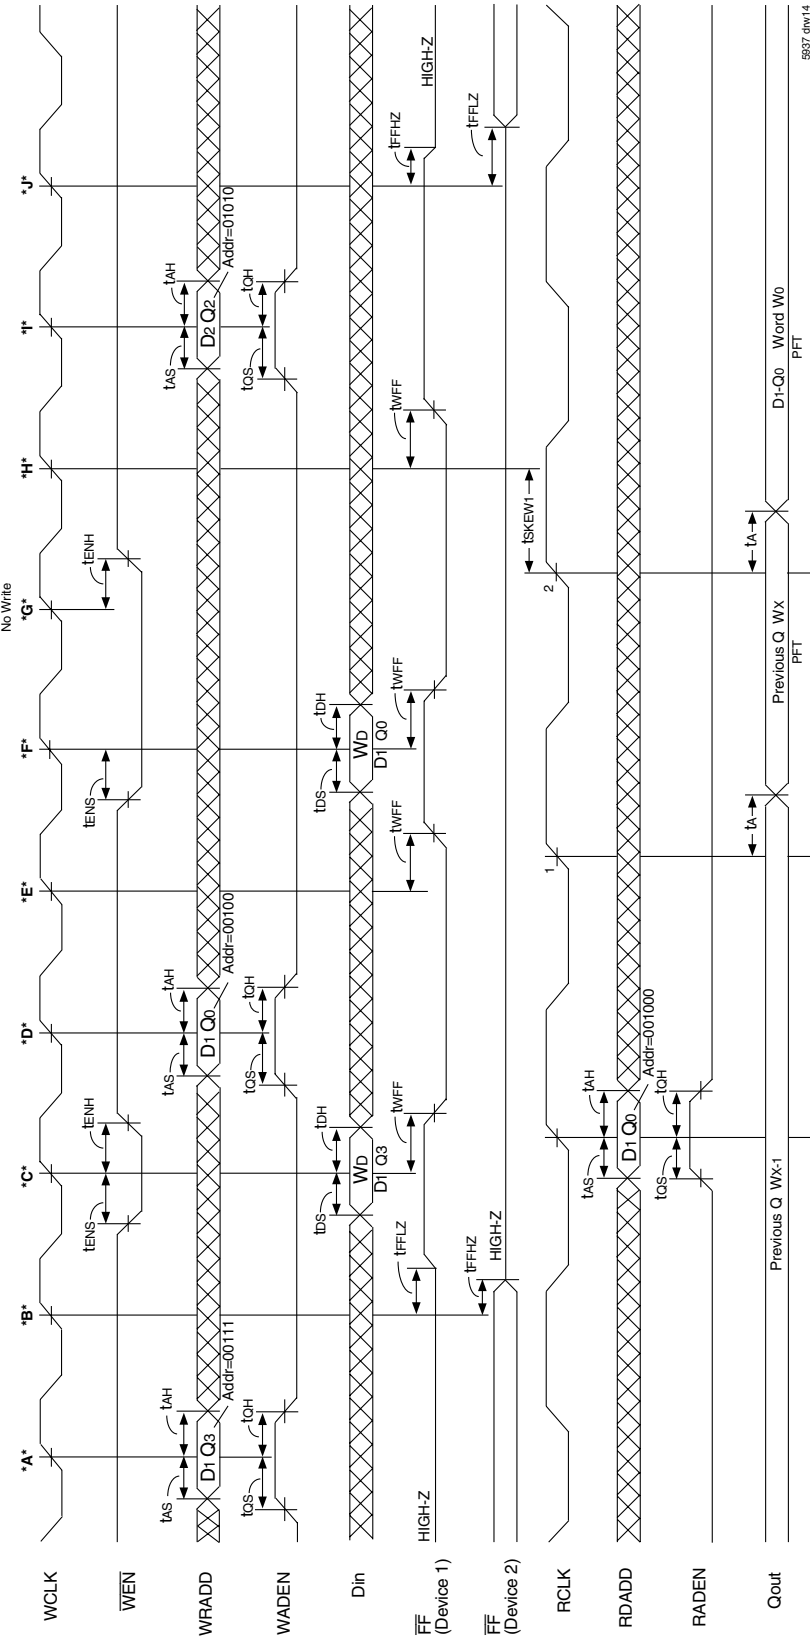 No Write
*A* *B* *C* *D* *E* *F* *G* *H* *I* *J*
WCLK
tENS tENH tENS tENH
WEN
tAS tAH tAS tAH tAS tAH
WRADD D1 Q3 D1 Q0 D2 Q2
Addr=00111 Addr=00100 Addr=01010
tQS tQH tQS tQH tQS tQH
WADEN
tDS tDH tDS tDH
Din WD WD
D1 Q3 D1 Q0
tFFLZ tWFF tWFF tWFF tWFF tFFHZ
FF
(Device 1)
HIGH-Z HIGH-Z
tFFHZ tFFLZ
FF
(Device 2)
HIGH-Z
tSKEW1
RCLK 1 2
tAS tAH
RDADD D1 Q0
Addr=001000
tQS tQH
RADEN
tA tA
Qout Previous Q WX-1 Previous Q WX D1-Q0 Word W0
PFT PFT
5937 drw14